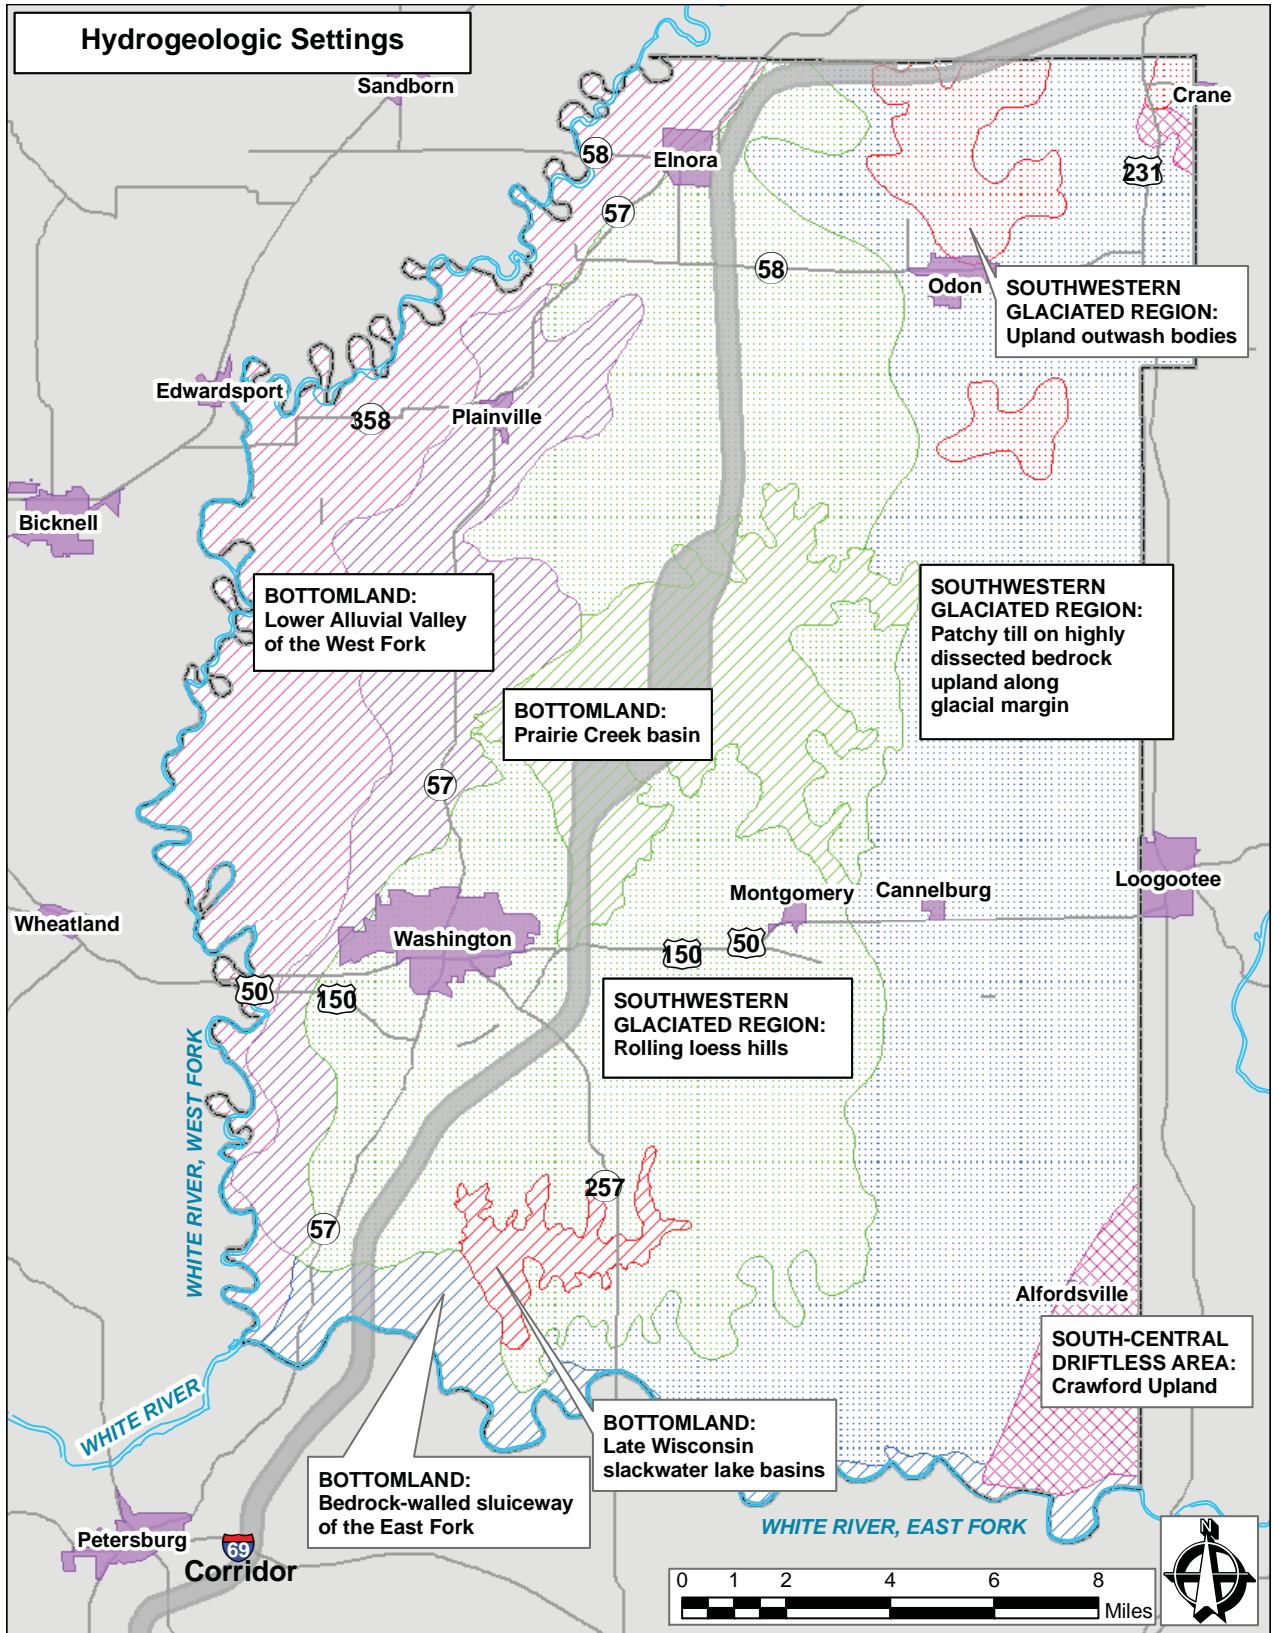 Hydrogeologic Settings
Sandborn
Crane
58
Elnora
231
57
58
Odon
SOUTHWESTERN
GLACIATED REGION:
Upland outwash bodies
Edwardsport
358
Plainville
Bicknell
BOTTOMLAND:
Lower Alluvial Valley
of the West Fork
SOUTHWESTERN
GLACIATED REGION:
Patchy till on highly
dissected bedrock
upland along
glacial margin
BOTTOMLAND:
Prairie Creek basin
57
Montgomery
Cannelburg
Loogootee
Wheatland
Washington
150
50
50
150
SOUTHWESTERN
GLACIATED REGION:
Rolling loess hills
WHITE RIVER, WEST FORK
257
57
Alfordsville
SOUTH-CENTRAL
DRIFTLESS AREA:
Crawford Upland
WHITE RIVER
BOTTOMLAND:
Late Wisconsin
slackwater lake basins
BOTTOMLAND:
Bedrock-walled sluiceway
of the East Fork
WHITE RIVER, EAST FORK
Petersburg
69
Corridor
N
0 1 2 4 6 8
Miles